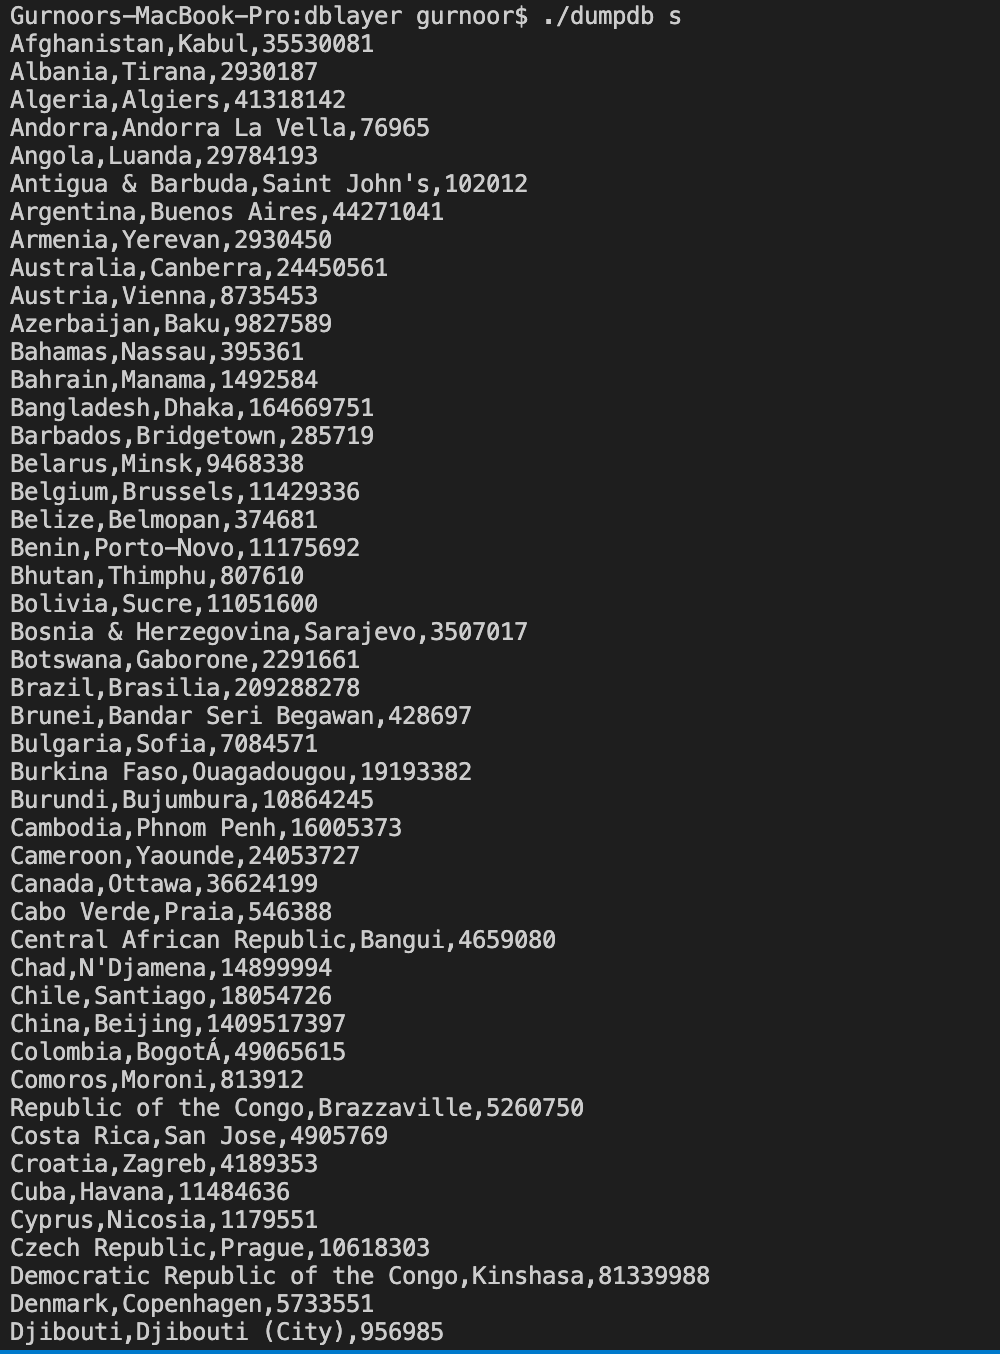 Gurnoors-MacBook-Pro:dblayer gurnoor$ ./dumpdb s
Afghanistan,Kabul,35530081
Albania,Tirana,2930187
Algeria,Algiers,41318142
Andorra,Andorra La Vella,76965
Angola,Luanda,29784193
Antigua & Barbuda,Saint John's,102012
Argentina,Buenos Aires,44271041
Armenia,Yerevan,2930450
Australia,Canberra,24450561
Austria,Vienna,8735453
Azerbaijan,Baku,9827589
Bahamas,Nassau,395361
Bahrain,Manama,1492584
Bangladesh,Dhaka,164669751
Barbados,Bridgetown,285719
Belarus,Minsk,9468338
Belgium,Brussels,11429336
Belize,Belmopan,374681
Benin,Porto-Novo,11175692
Bhutan,Thimphu,807610
Bolivia,Sucre,11051600
Bosnia & Herzegovina,Sarajevo,3507017
Botswana,Gaborone,2291661
Brazil,Brasilia,209288278
Brunei,Bandar Seri Begawan,428697
Bulgaria,Sofia,7084571
Burkina Faso,Ouagadougou,19193382
Burundi,Bujumbura,10864245
Cambodia,Phnom Penh,16005373
Cameroon,Yaounde,24053727
Canada,Ottawa,36624199
Cabo Verde,Praia,546388
Central African Republic,Bangui,4659080
Chad,N'Djamena,14899994
Chile,Santiago,18054726
China,Beijing,1409517397
Colombia,BogotÁ,49065615
Comoros,Moroni,813912
Republic of the Congo,Brazzaville,5260750
Costa Rica,San Jose,4905769
Croatia,Zagreb,4189353
Cuba,Havana,11484636
Cyprus,Nicosia,1179551
Czech Republic,Prague,10618303
Democratic Republic of the Congo,Kinshasa,81339988
Denmark,Copenhagen,5733551
Djibouti,Djibouti (City),956985